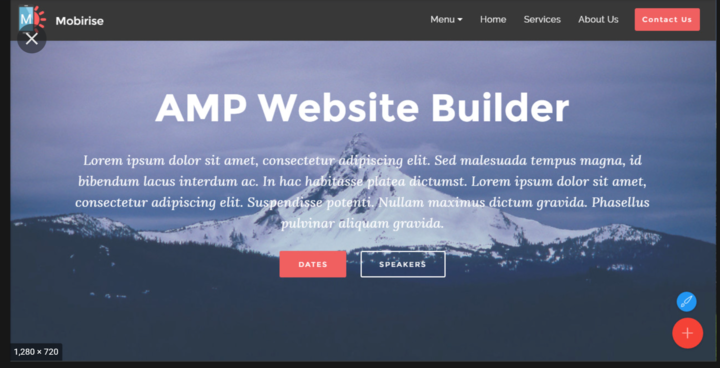 M
Mobirise
Menu Home Services About Us Contact Us
AMP Website Builder
Lorem ipsum dolor sit amet, consectetur adipiscing elit. Sed malesuada tempus magna, id
bibendum lacus interdum ac. In hac habitasse platea dictumst. Lorem ipsum dolor sit amet,
consectetur adipiscing elit. Suspendisse potenti. Nullam maximus dictum gravida. Phasellus
pulvinar aliquam gravida.
DATES SPEAKERS
1,280 × 720